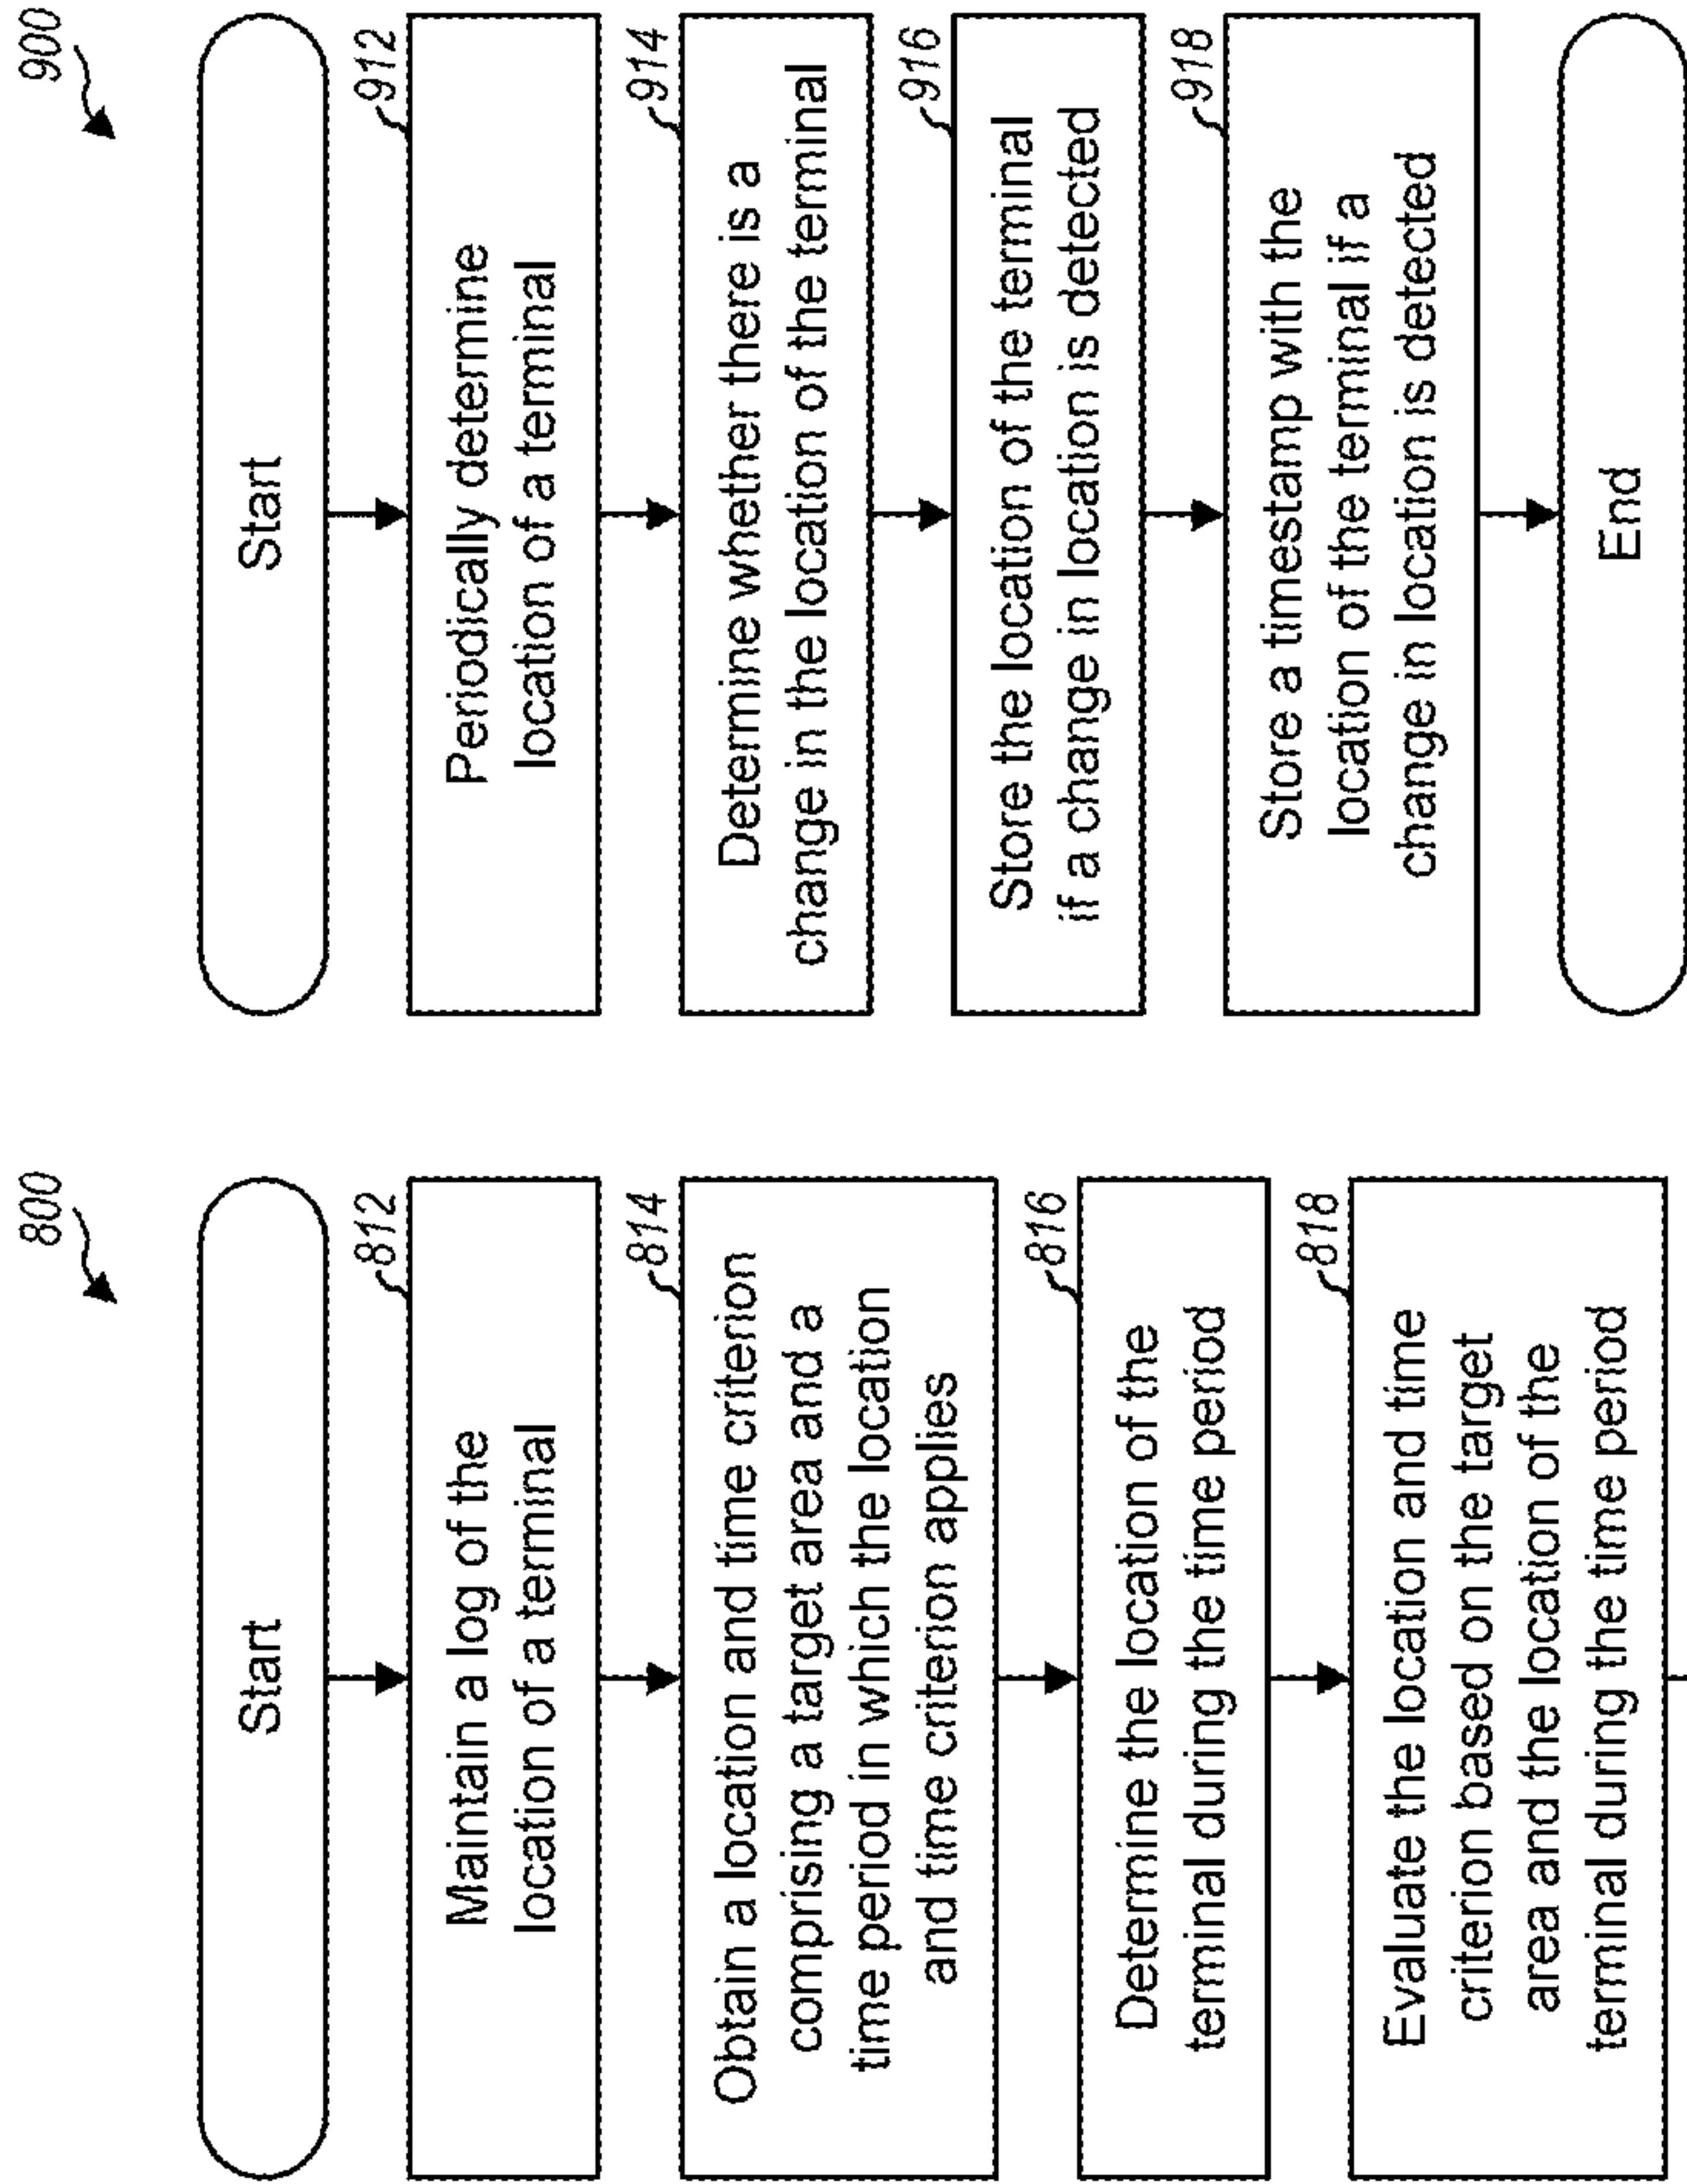 800
Start
812
Maintain a log of the
location of a terminal
814
Obtain a location and time criterion
comprising a target area and a
time period in which the location
and time criterion applies
816
Determine the location of the
terminal during the time period
818
Evaluate the location and time
criterion based on the target
area and the location of the
terminal during the time period
900
Start
912
Periodically determine
location of a terminal
914
Determine whether there is a
change in the location of the terminal
916
Store the location of the terminal
if a change in location is detected
918
Store a timestamp with the
location of the terminal if a
change in location is detected
End